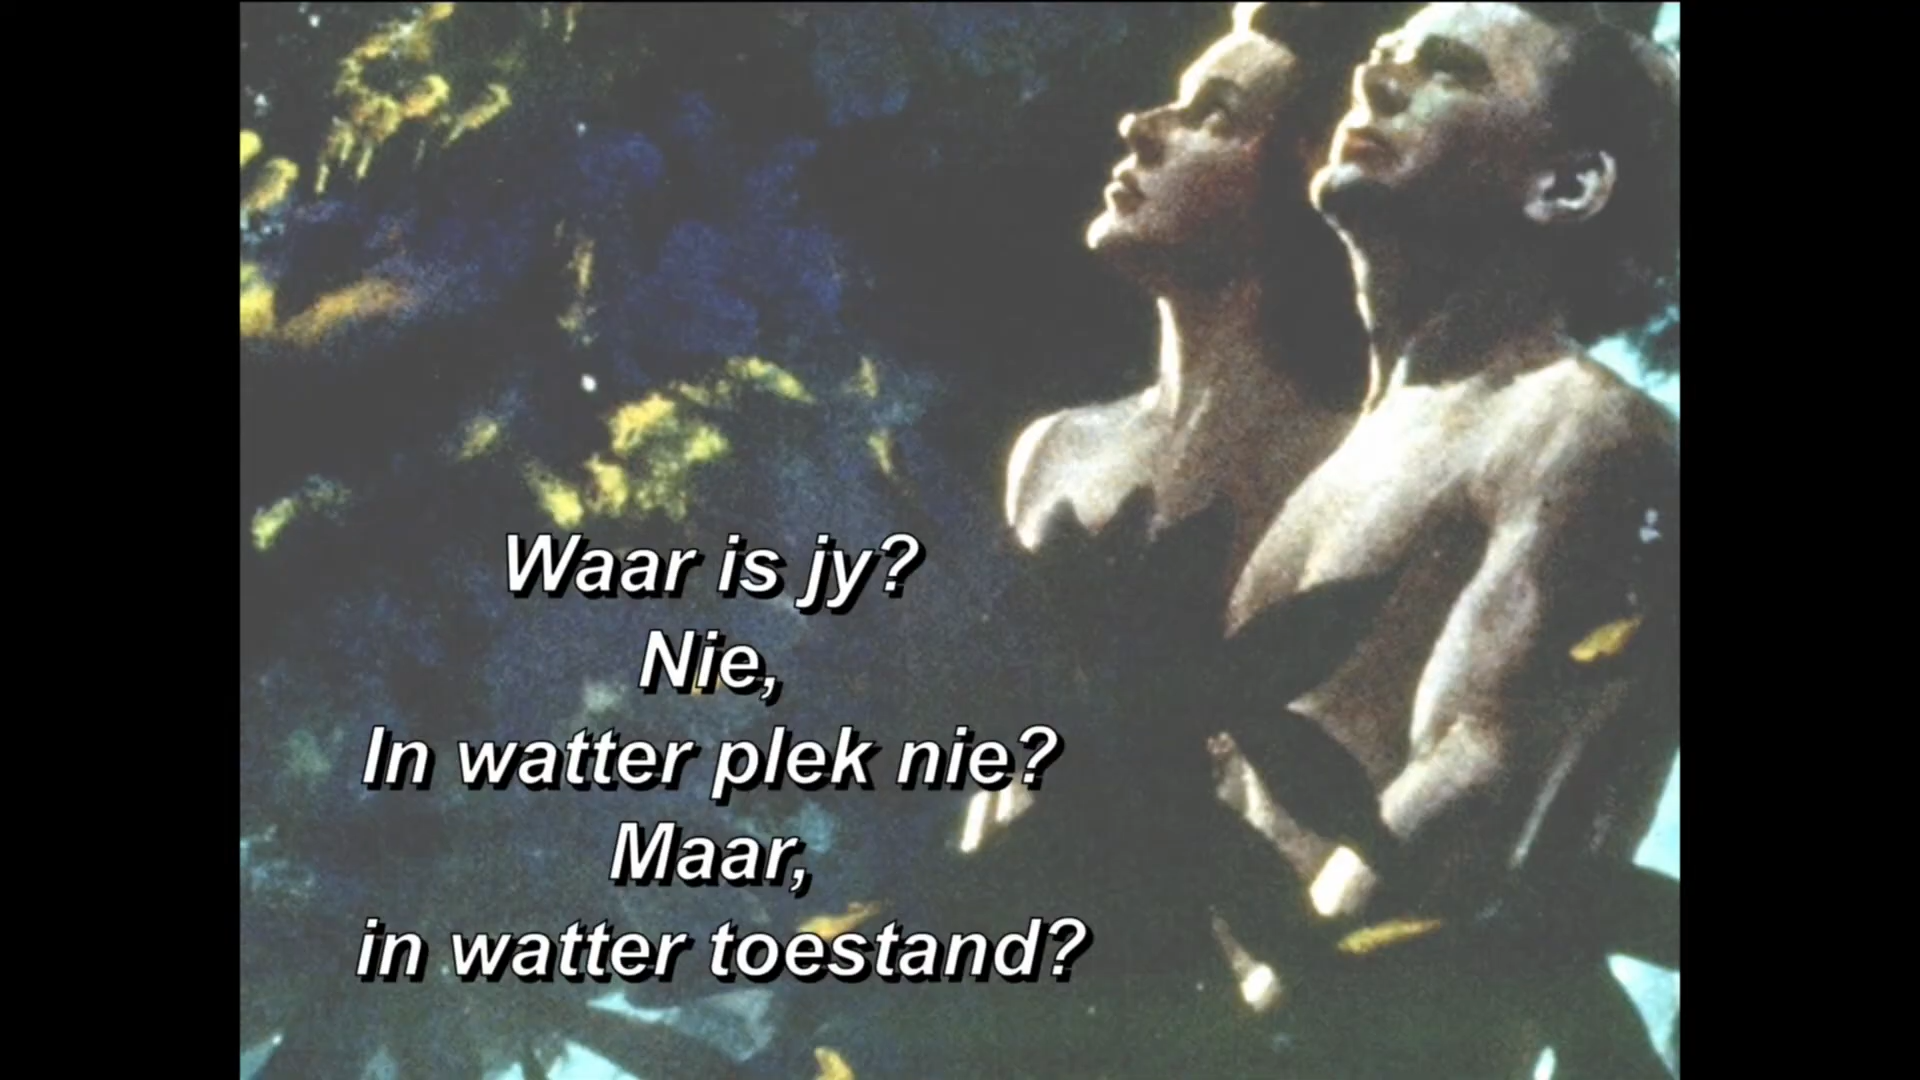 Waar is jy?
Nie,
In watter plek nie?
Maar,
in watter toestand?